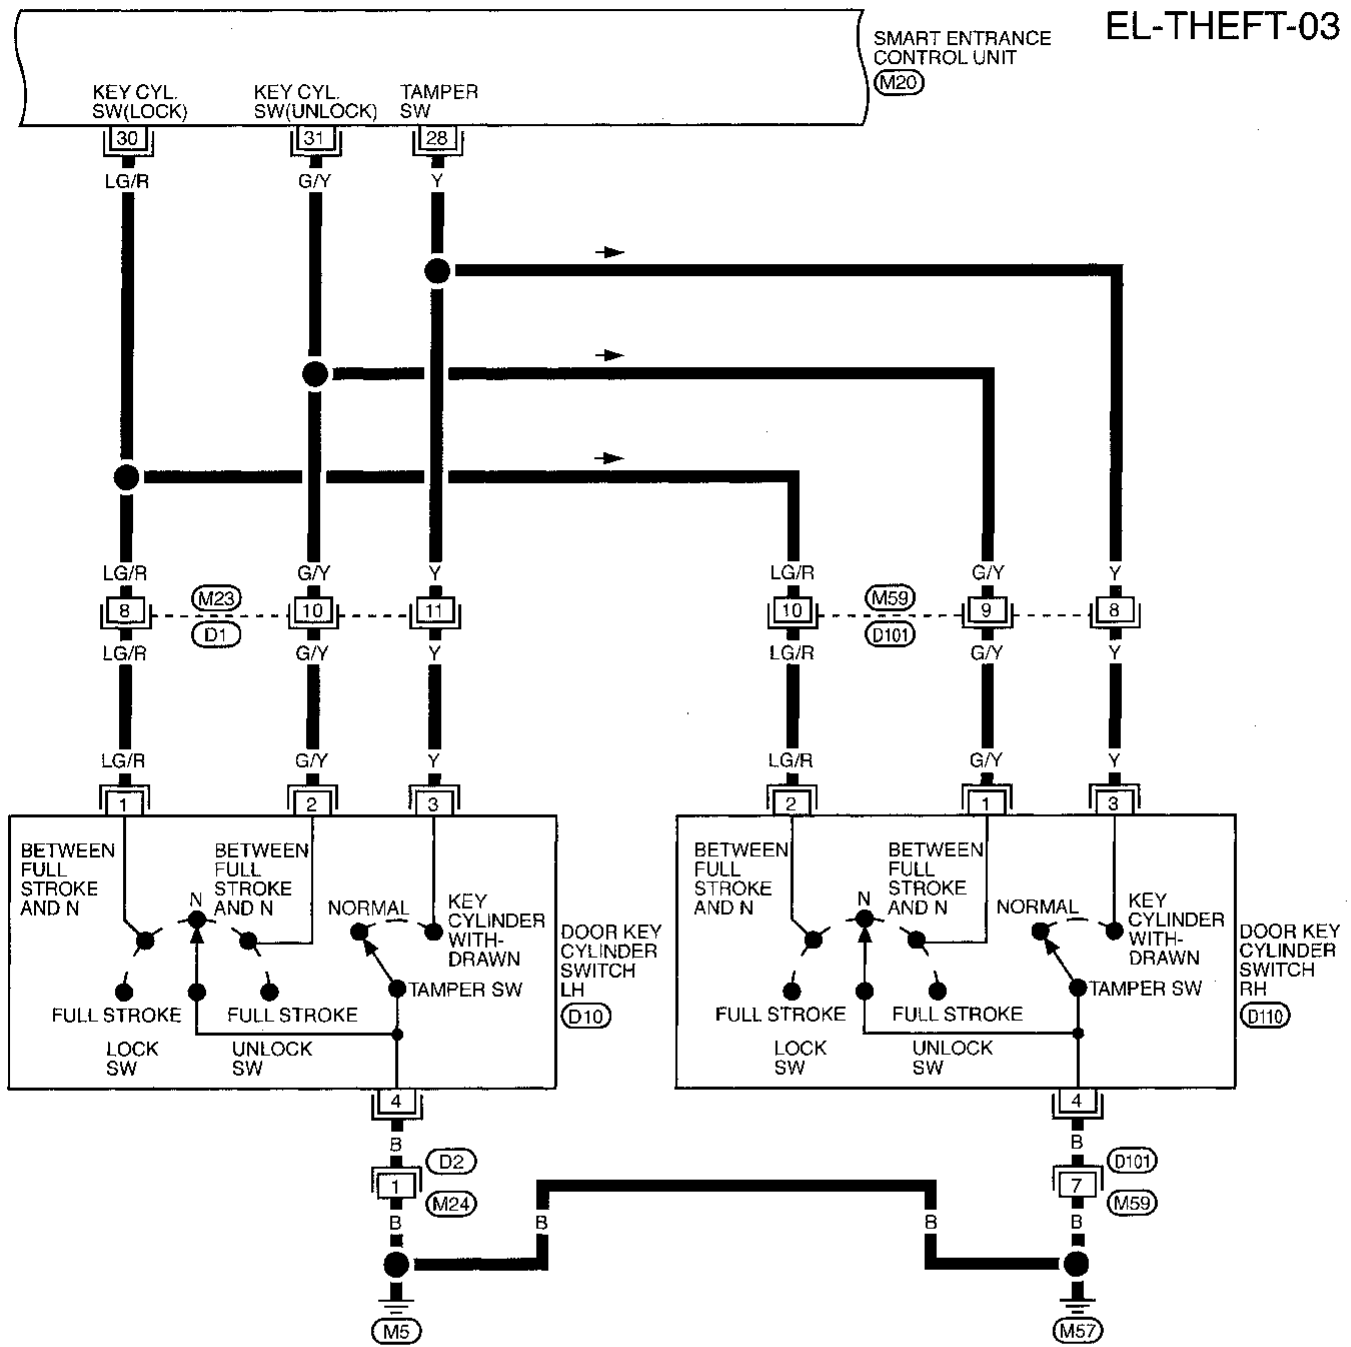 EL-THEFT-03
SMART ENTRANCE
CONTROL UNIT
M20
KEY CYL.
SW(LOCK)
KEY CYL.
SW(UNLOCK)
TAMPER
SW
30
31
28
LG/R
G/Y
Y
LG/R
G/Y
Y
LG/R
G/Y
Y
8
M23
D1
10
11
10
M59
D101
9
8
LG/R
G/Y
Y
LG/R
G/Y
Y
LG/R
G/Y
Y
LG/R
G/Y
Y
1
2
3
2
1
3
BETWEEN
FULL
STROKE
AND N
N
BETWEEN
FULL
STROKE
AND N
NORMAL
KEY
CYLINDER
WITH-
DRAWN
TAMPER SW
FULL STROKE
FULL STROKE
LOCK
SW
UNLOCK
SW
DOOR KEY
CYLINDER
SWITCH
LH
D10
BETWEEN
FULL
STROKE
AND N
N
BETWEEN
FULL
STROKE
AND N
NORMAL
KEY
CYLINDER
WITH-
DRAWN
TAMPER SW
FULL STROKE
FULL STROKE
LOCK
SW
UNLOCK
SW
DOOR KEY
CYLINDER
SWITCH
RH
D110
4
4
B
B
D2
1
M24
D101
7
M59
B
B
B
B
M5
M57